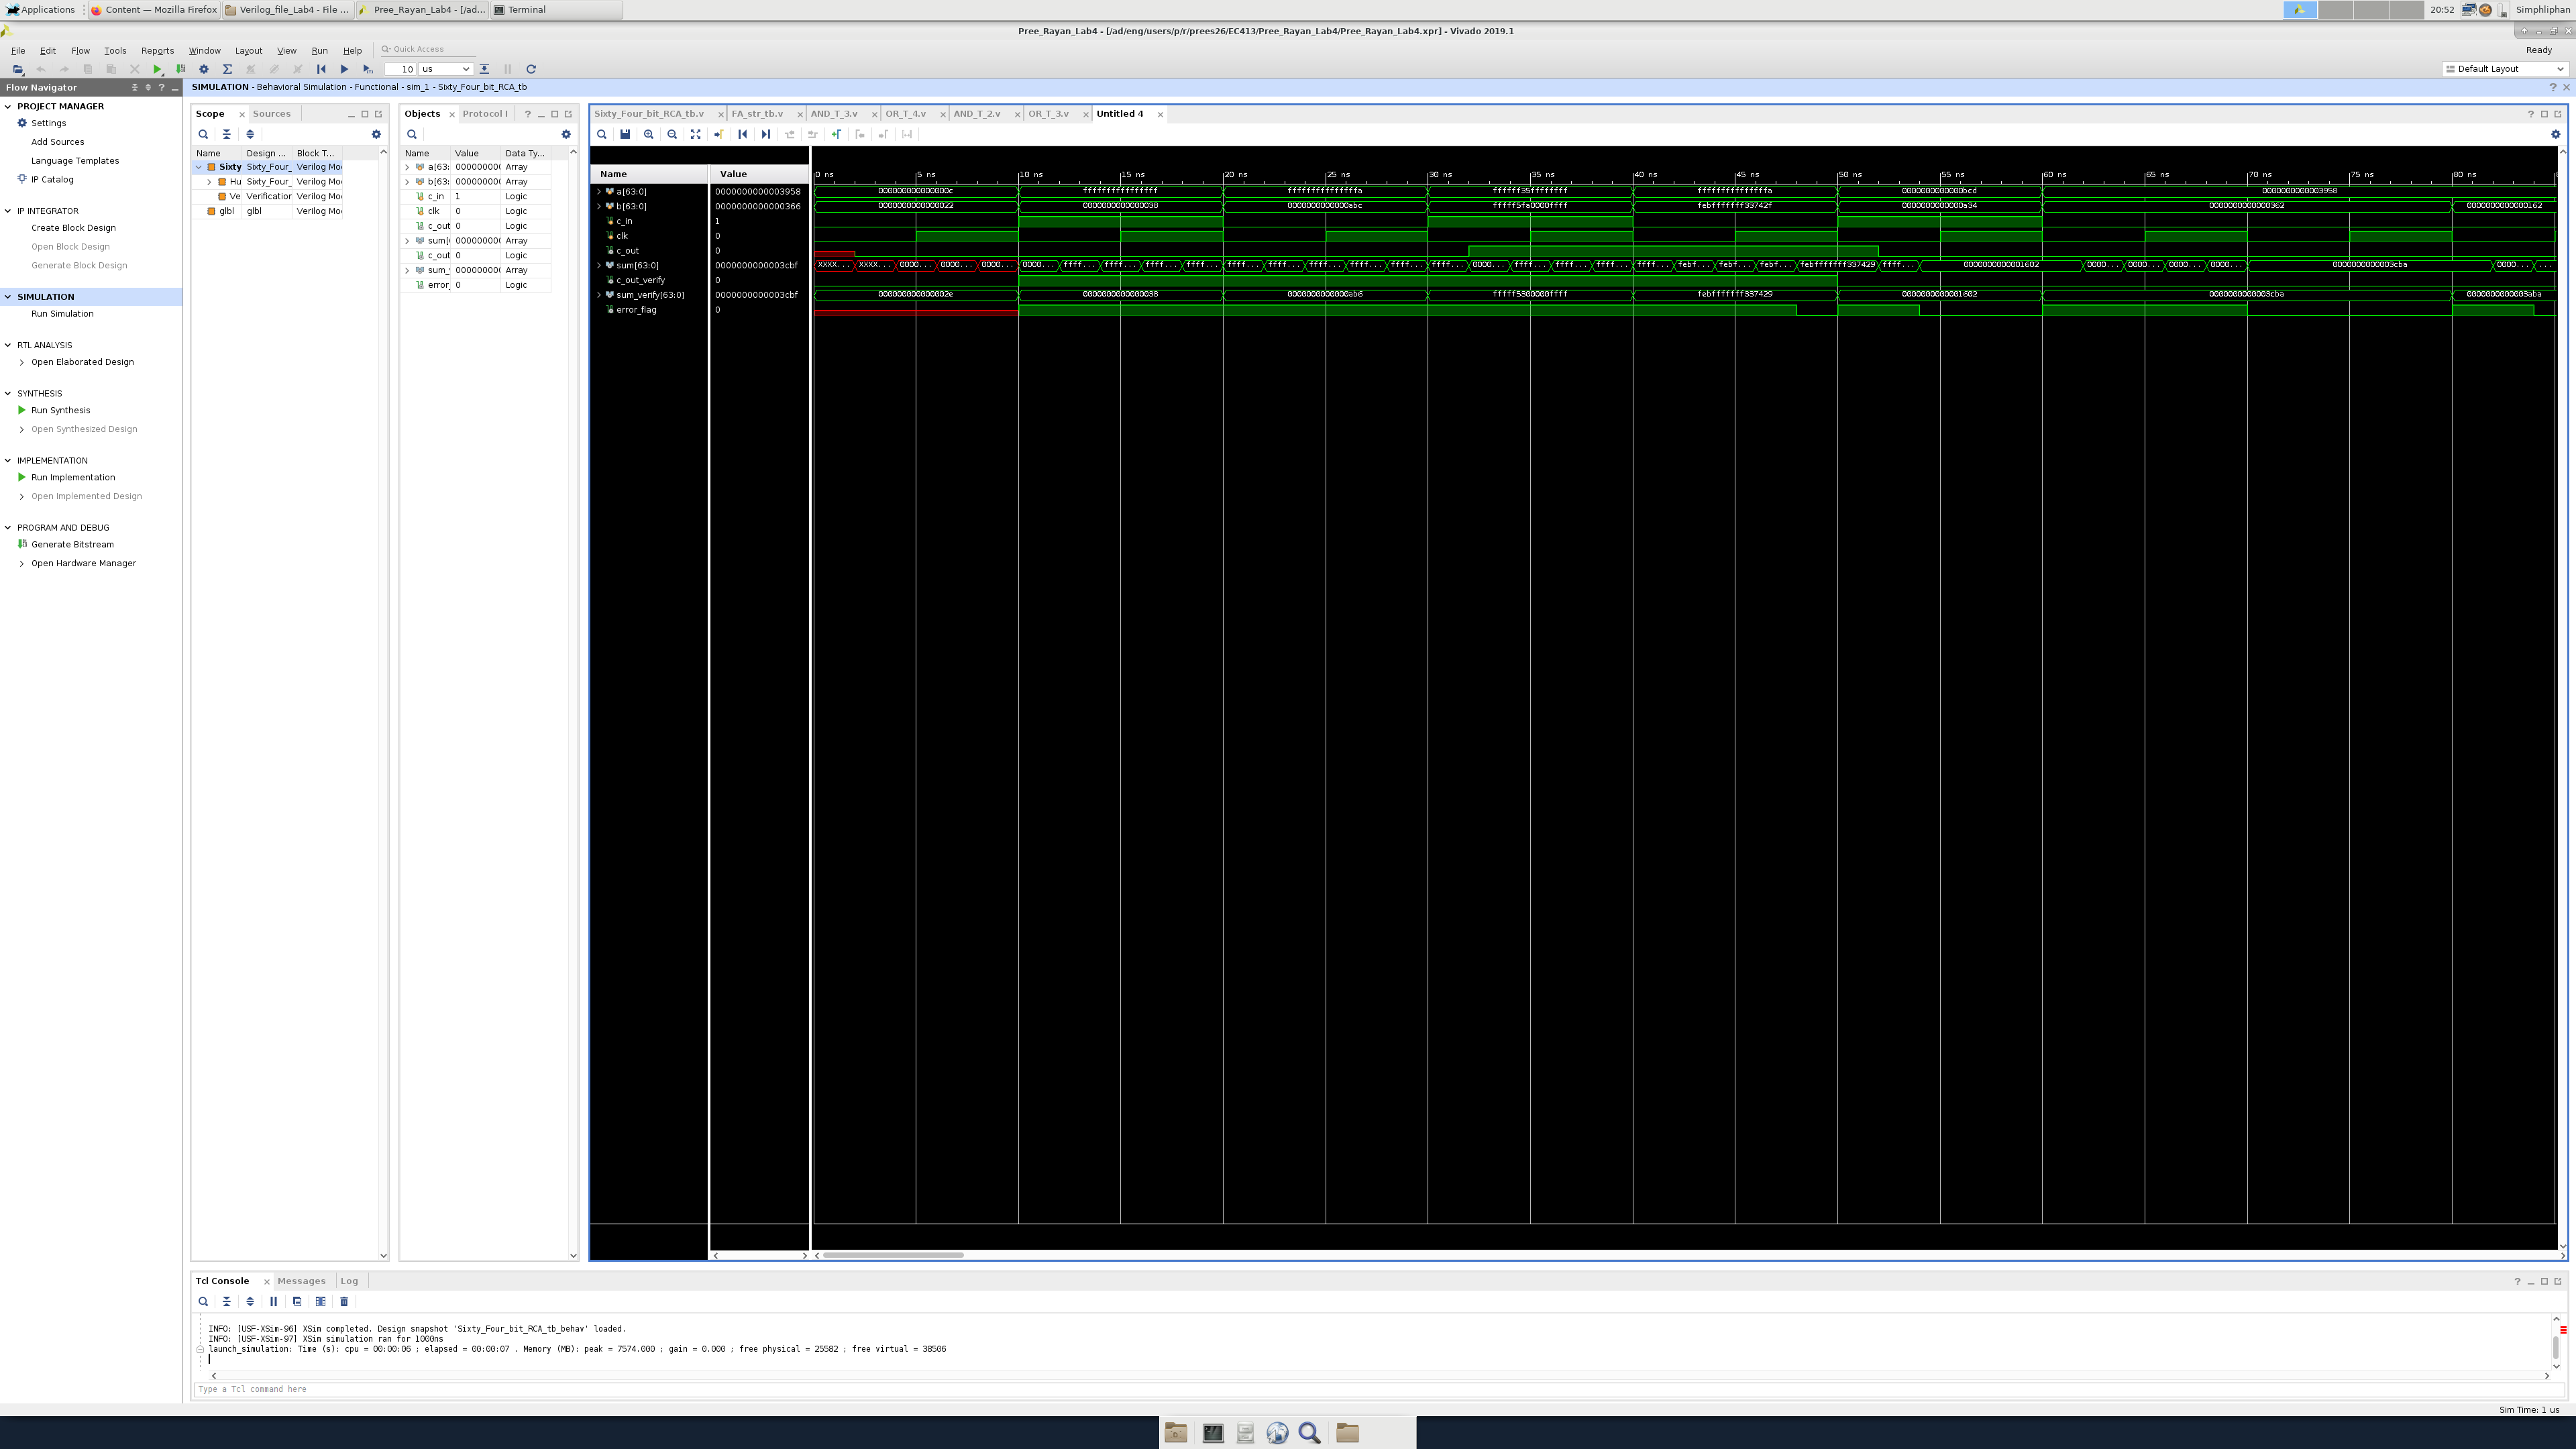 Applications
Content — Mozilla Firefox
Verilog_file_Lab4 - File ...
Pree_Rayan_Lab4 - [/ad...
Terminal
20:52
Simphliphan
Pree_Rayan_Lab4 - [/ad/eng/users/p/r/prees26/EC413/Pree_Rayan_Lab4/Pree_Rayan_Lab4.xpr] - Vivado 2019.1
File Edit Flow Tools Reports Window Layout View Run Help Quick Access
Ready
10 us
Default Layout
Flow Navigator
SIMULATION - Behavioral Simulation - Functional - sim_1 - Sixty_Four_bit_RCA_tb
PROJECT MANAGER
Settings
Add Sources
Language Templates
IP Catalog
IP INTEGRATOR
Create Block Design
Open Block Design
Generate Block Design
SIMULATION
Run Simulation
RTL ANALYSIS
Open Elaborated Design
SYNTHESIS
Run Synthesis
Open Synthesized Design
IMPLEMENTATION
Run Implementation
Open Implemented Design
PROGRAM AND DEBUG
Generate Bitstream
Open Hardware Manager
Scope Sources
Name Design ... Block T...
Sixty Sixty_Four_ Verilog Mo
Hu Sixty_Four_ Verilog Mo
Ve Verification Verilog Mo
glbl glbl Verilog Mo
Objects Protocol I
Name Value Data Ty...
a[63: 000000000 Array
b[63: 000000000 Array
c_in 1 Logic
clk 0 Logic
c_out 0 Logic
sum[ 000000000 Array
c_out 0 Logic
sum_ 000000000 Array
error_ 0 Logic
Sixty_Four_bit_RCA_tb.v FA_str_tb.v AND_T_3.v OR_T_4.v AND_T_2.v OR_T_3.v Untitled 4
Name Value
0 ns 5 ns 10 ns 15 ns 20 ns 25 ns 30 ns 35 ns 40 ns 45 ns 50 ns 55 ns 60 ns 65 ns 70 ns 75 ns 80 ns
a[63:0] 0000000000003958 000000000000000c ffffffffffffffff fffffffffffffffa ffffff35ffffffff fffffffffffffffa 0000000000000bcd 0000000000003958
b[63:0] 0000000000000366 0000000000000022 0000000000000038 0000000000000abc fffff5fa0000ffff febfffffff33742f 0000000000000a34 0000000000000362 0000000000000162
c_in 1
clk 0
c_out 0
sum[63:0] 0000000000003cbf XXXX... XXXX... 0000... 0000... 0000... 0000... ffff... ffff... ffff... ffff... ffff... ffff... ffff... ffff... ffff... ffff... 0000... ffff... ffff... ffff... ffff... febf... febf... febf... febfffffff337429 ffff... 0000000000001602 0000... 0000... 0000... 0000... 0000000000003cba 0000... ...
c_out_verify 0
sum_verify[63:0] 0000000000003cbf 000000000000002e 0000000000000038 0000000000000ab6 fffff5300000ffff febfffffff337429 0000000000001602 0000000000003cba 0000000000003aba
error_flag 0
Tcl Console Messages Log
INFO: [USF-XSim-96] XSim completed. Design snapshot 'Sixty_Four_bit_RCA_tb_behav' loaded.
INFO: [USF-XSim-97] XSim simulation ran for 1000ns
launch_simulation: Time (s): cpu = 00:00:06 ; elapsed = 00:00:07 . Memory (MB): peak = 7574.000 ; gain = 0.000 ; free physical = 25582 ; free virtual = 38506
Type a Tcl command here
Sim Time: 1 us